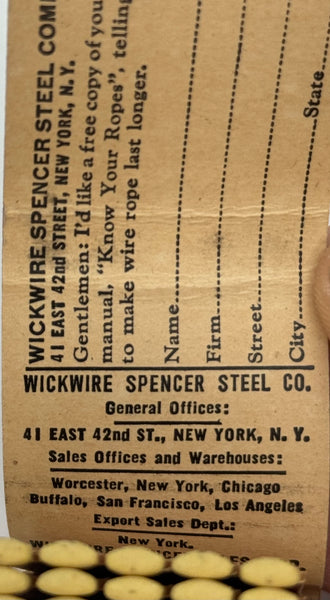 WICKWIRE SPENCER STEEL
41 EAST 42nd STREET, NEW YORK, N. Y.
Gentlemen: I'd like a free copy of
manual, "Know Your Ropes", telling
to make wire rope last longer.
Name
Firm
Street
City State
WICKWIRE SPENCER STEEL CO.
General Offices:
41 EAST 42nd ST., NEW YORK, N. Y.
Sales Offices and Warehouses:
Worcester, New York, Chicago
Buffalo, San Francisco, Los Angeles
Export Sales Dept.:
New York.